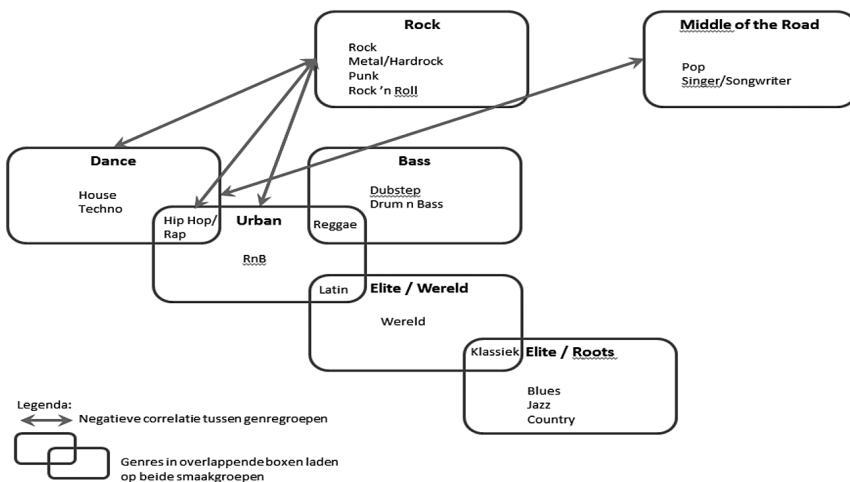 Rock
Rock
Metal/Hardrock
Punk
Rock 'n Roll
Middle of the Road
Pop
Singer/Songwriter
Dance
House
Techno
Bass
Dubstep
Drum n Bass
Hip Hop/
Rap
Urban
Reggae
RnB
Latin
Elite / Wereld
Wereld
Klassiek
Elite / Roots
Blues
Jazz
Country
Legenda:
Negatieve correlatie tussen genregroepen
Genres in overlappende boxen laden
op beide smaakgroepen